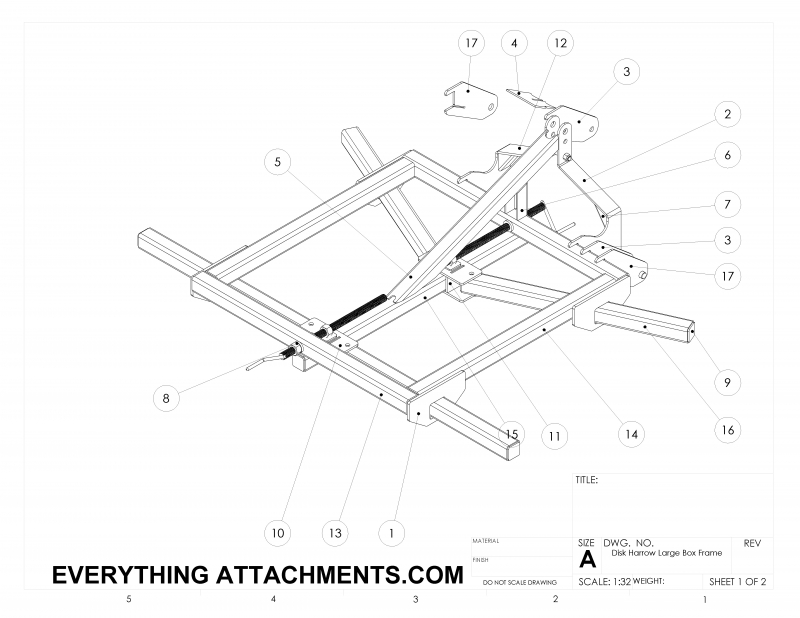 17
4
12
3
2
5
6
7
3
17
8
9
16
15
11
14
10
13
1
TITLE:
MATERIAL
FINISH
DO NOT SCALE DRAWING
SIZE
A
DWG. NO.
Disk Harrow Large Box Frame
REV
SCALE: 1:32 WEIGHT:
SHEET 1 OF 2
EVERYTHING ATTACHMENTS.COM
5 4 3 2 1